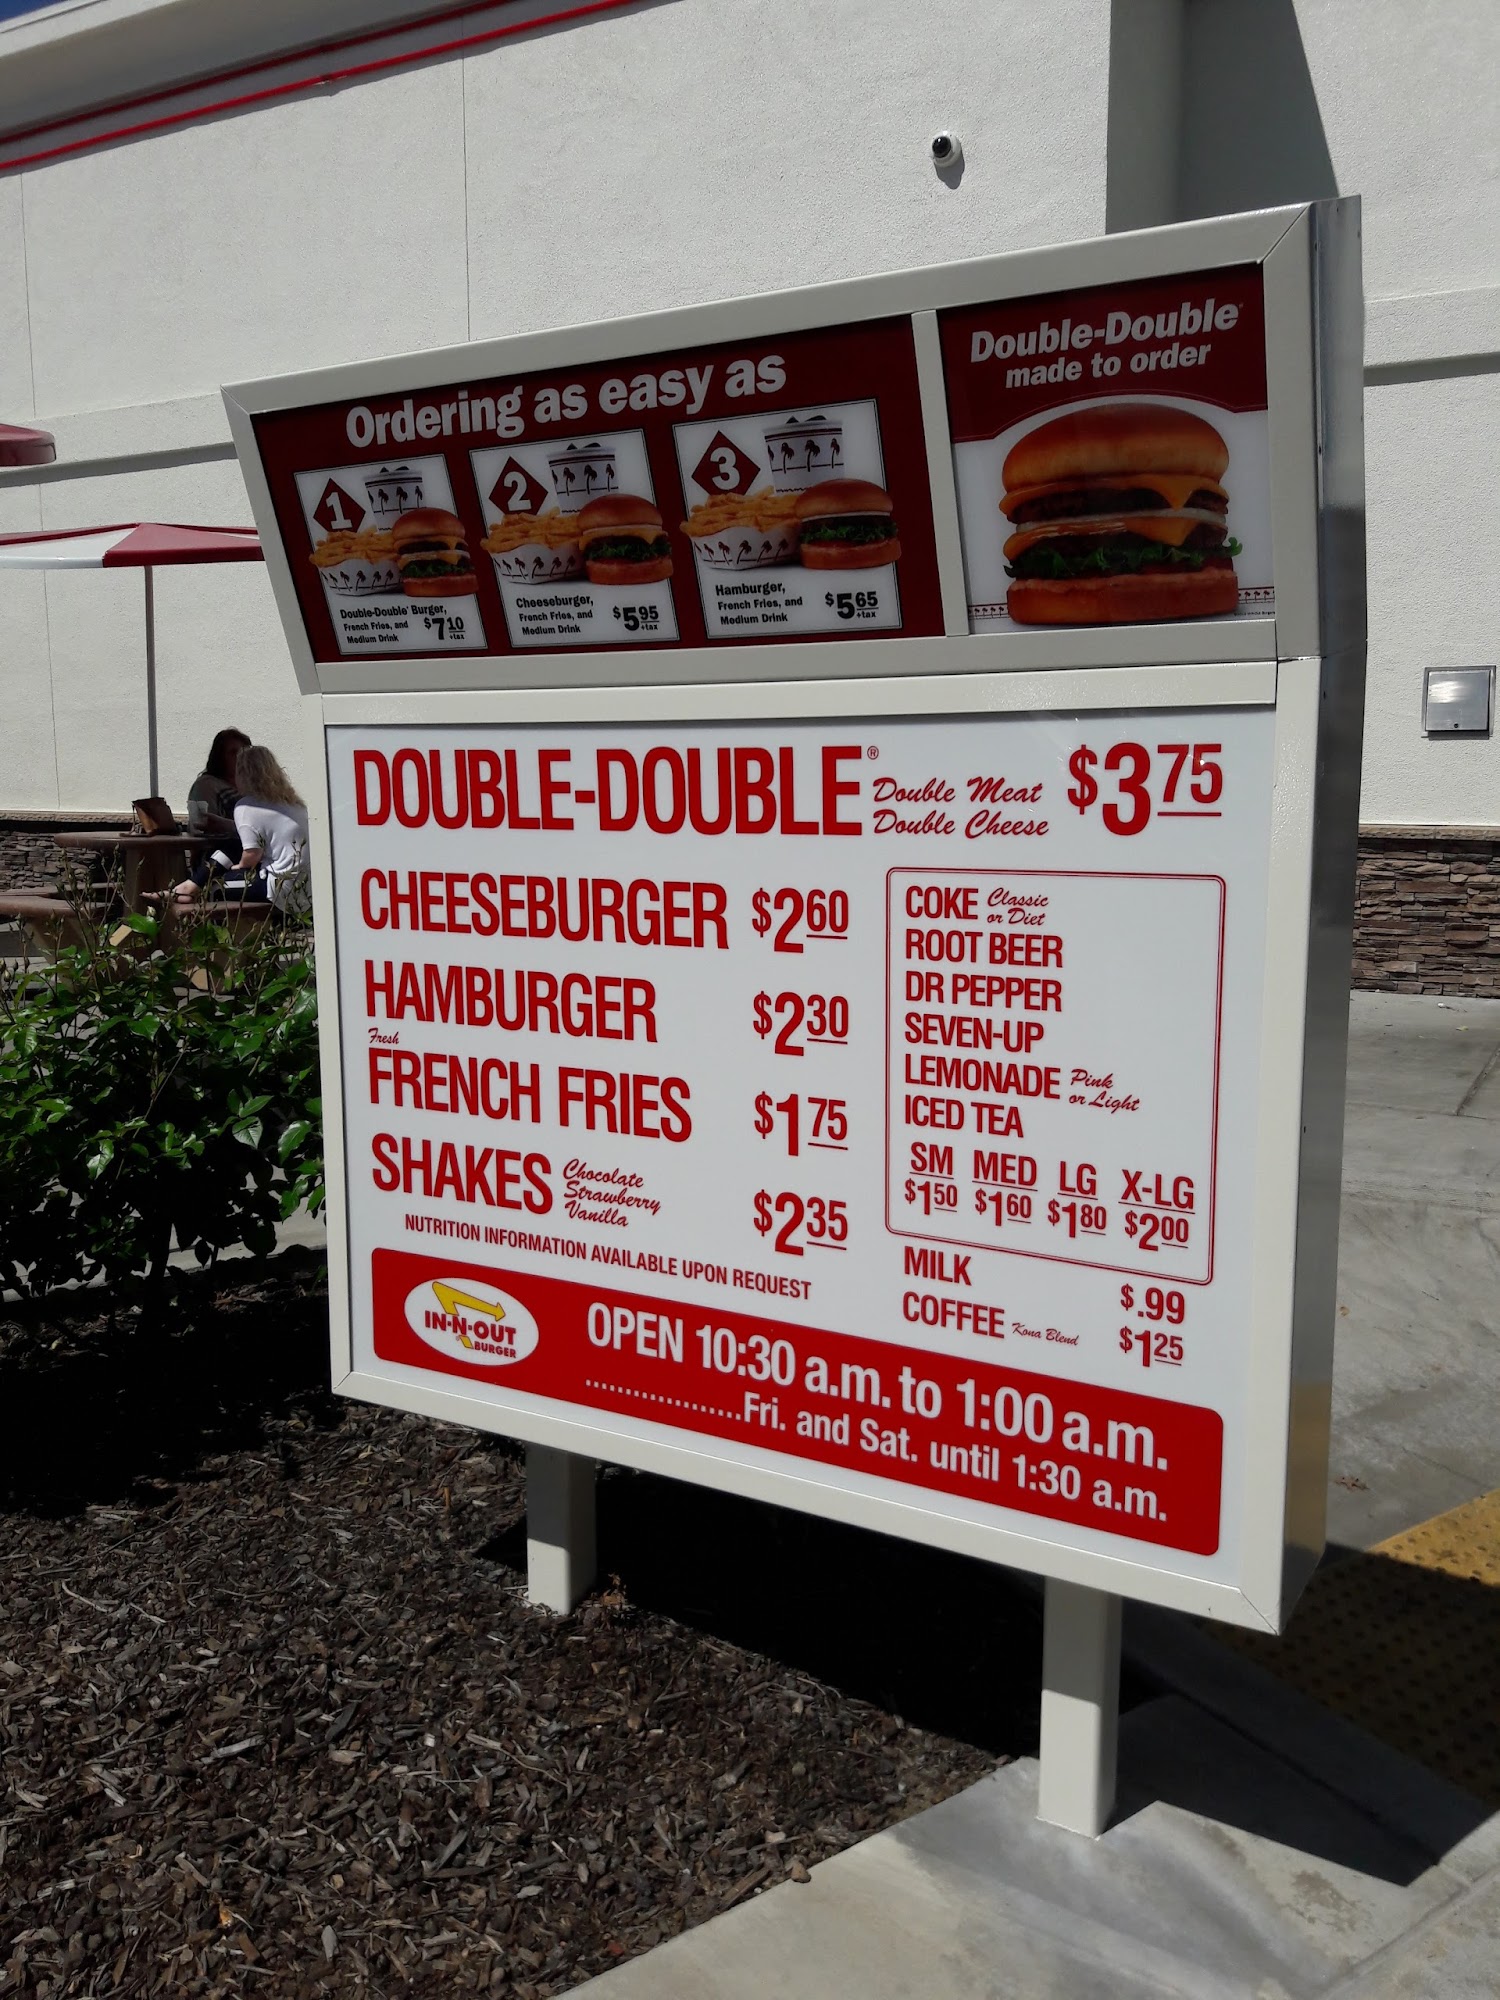 Ordering as easy as
1
Double-Double® Burger,
French Fries, and
Medium Drink
$7.10
+tax
2
Cheeseburger,
French Fries, and
Medium Drink
$5.95
+tax
3
Hamburger,
French Fries, and
Medium Drink
$5.65
+tax
Double-Double®
made to order
DOUBLE-DOUBLE® Double Meat Double Cheese $3.75
CHEESEBURGER $2.60
HAMBURGER $2.30
Fresh
FRENCH FRIES $1.75
SHAKES Chocolate Strawberry Vanilla $2.35
NUTRITION INFORMATION AVAILABLE UPON REQUEST
COKE Classic or Diet
ROOT BEER
DR PEPPER
SEVEN-UP
LEMONADE Pink or Light
ICED TEA
SM MED LG X-LG
$1.50 $1.60 $1.80 $2.00
MILK $.99
COFFEE Kona Blend $1.25
IN-N-OUT
BURGER
OPEN 10:30 a.m. to 1:00 a.m.
....................Fri. and Sat. until 1:30 a.m.